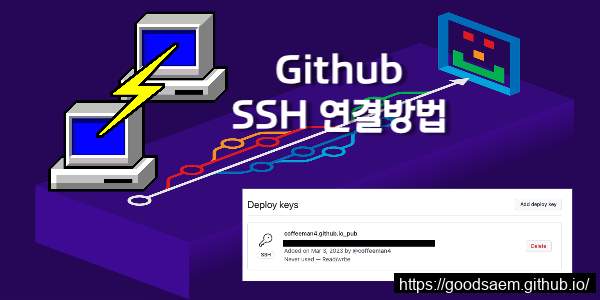 Github
SSH 연결방법
Deploy keys
Add deploy key
coffeeman4.github.io_pub
SSH
Added on Mar 3, 2023 by @coffeeman4
Never used — Read/write
Delete
https://goodsaem.github.io/